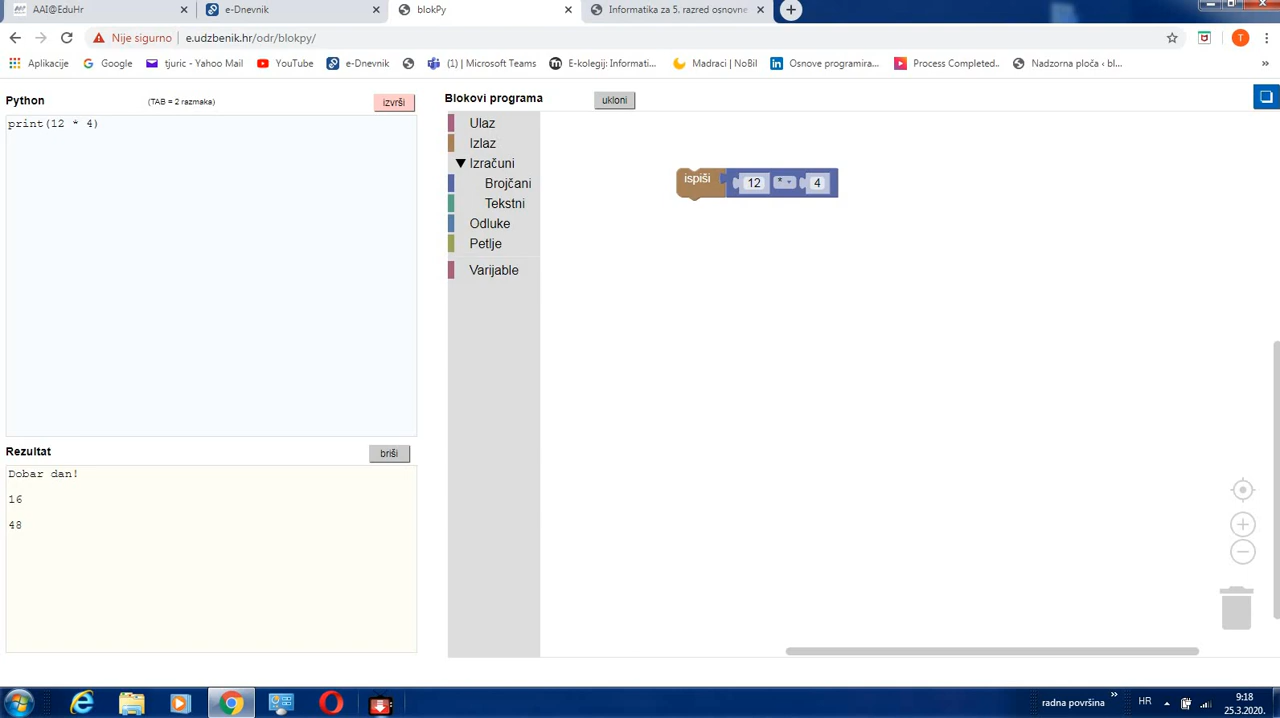 AAI@EduHr
e-Dnevnik
blokPy
Informatika za 5. razred osnovne
Nije sigurno
e.udzbenik.hr/odr/blokpy/
Aplikacije
Google
tjuric - Yahoo Mail
YouTube
e-Dnevnik
(1) | Microsoft Teams
E-kolegij: Informati...
Madraci | NoBil
Osnove programira...
Process Completed...
Nadzorna ploča ‹ bl...
»
Python
(TAB = 2 razmaka)
izvrši
Blokovi programa
ukloni
print(12 * 4)
Ulaz
Izlaz
Izračuni
Brojčani
Tekstni
Odluke
Petlje
Varijable
ispiši 12 * 4
Rezultat
briši
Dobar dan!
16
48
radna površina
»
HR
9:18
25.3.2020.